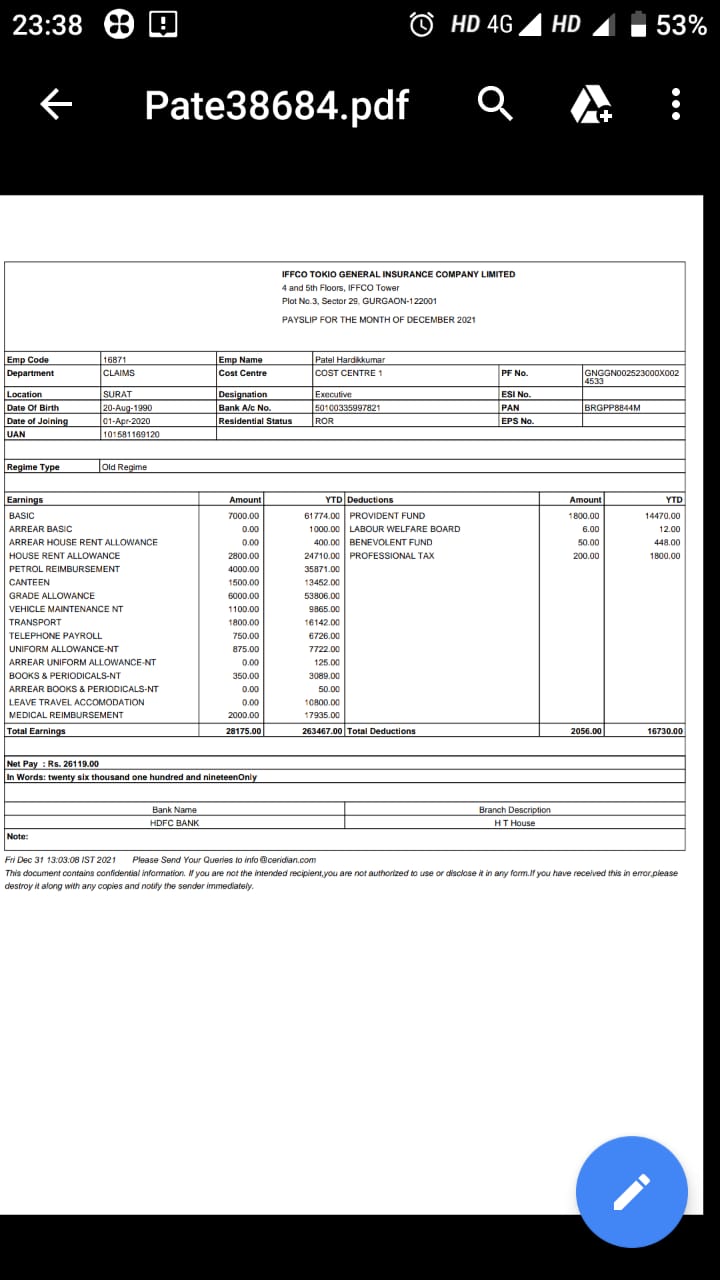 23:38 HD 4G HD 53%
Pate38684.pdf
IFFCO TOKIO GENERAL INSURANCE COMPANY LIMITED
4 and 5th Floors, IFFCO Tower
Plot No.3, Sector 29, GURGAON-122001
PAYSLIP FOR THE MONTH OF DECEMBER 2021
Emp Code 16871 Emp Name Patel Hardikkumar
Department CLAIMS Cost Centre COST CENTRE 1 PF No. GNGGN002523000X002
4533
Location SURAT Designation Executive ESI No.
Date Of Birth 20-Aug-1990 Bank A/c No. 50100335997821 PAN BRGPP8844M
Date of Joining 01-Apr-2020 Residential Status ROR EPS No.
UAN 101581169120
Regime Type Old Regime
Earnings Amount YTD Deductions Amount YTD
BASIC 7000.00 61774.00 PROVIDENT FUND 1800.00 14470.00
ARREAR BASIC 0.00 1000.00 LABOUR WELFARE BOARD 6.00 12.00
ARREAR HOUSE RENT ALLOWANCE 0.00 400.00 BENEVOLENT FUND 50.00 448.00
HOUSE RENT ALLOWANCE 2800.00 24710.00 PROFESSIONAL TAX 200.00 1800.00
PETROL REIMBURSEMENT 4000.00 35871.00
CANTEEN 1500.00 13452.00
GRADE ALLOWANCE 6000.00 53806.00
VEHICLE MAINTENANCE NT 1100.00 9865.00
TRANSPORT 1800.00 16142.00
TELEPHONE PAYROLL 750.00 6726.00
UNIFORM ALLOWANCE-NT 875.00 7722.00
ARREAR UNIFORM ALLOWANCE-NT 0.00 125.00
BOOKS & PERIODICALS-NT 350.00 3089.00
ARREAR BOOKS & PERIODICALS-NT 0.00 50.00
LEAVE TRAVEL ACCOMODATION 0.00 10800.00
MEDICAL REIMBURSEMENT 2000.00 17935.00
Total Earnings 28175.00 263467.00 Total Deductions 2056.00 16730.00
Net Pay : Rs. 26119.00
In Words: twenty six thousand one hundred and nineteenOnly
Bank Name Branch Description
HDFC BANK H T House
Note:
Fri Dec 31 13:03:08 IST 2021 Please Send Your Queries to info@ceridian.com
This document contains confidential information. If you are not the intended recipient,you are not authorized to use or disclose it in any form.If you have received this in error,please
destroy it along with any copies and notify the sender immediately.